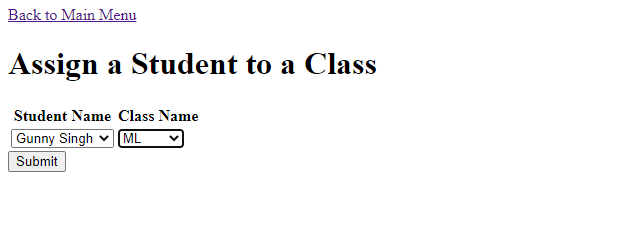 Back to Main Menu
Assign a Student to a Class
Student Name Class Name
Gunny Singh ML
Submit